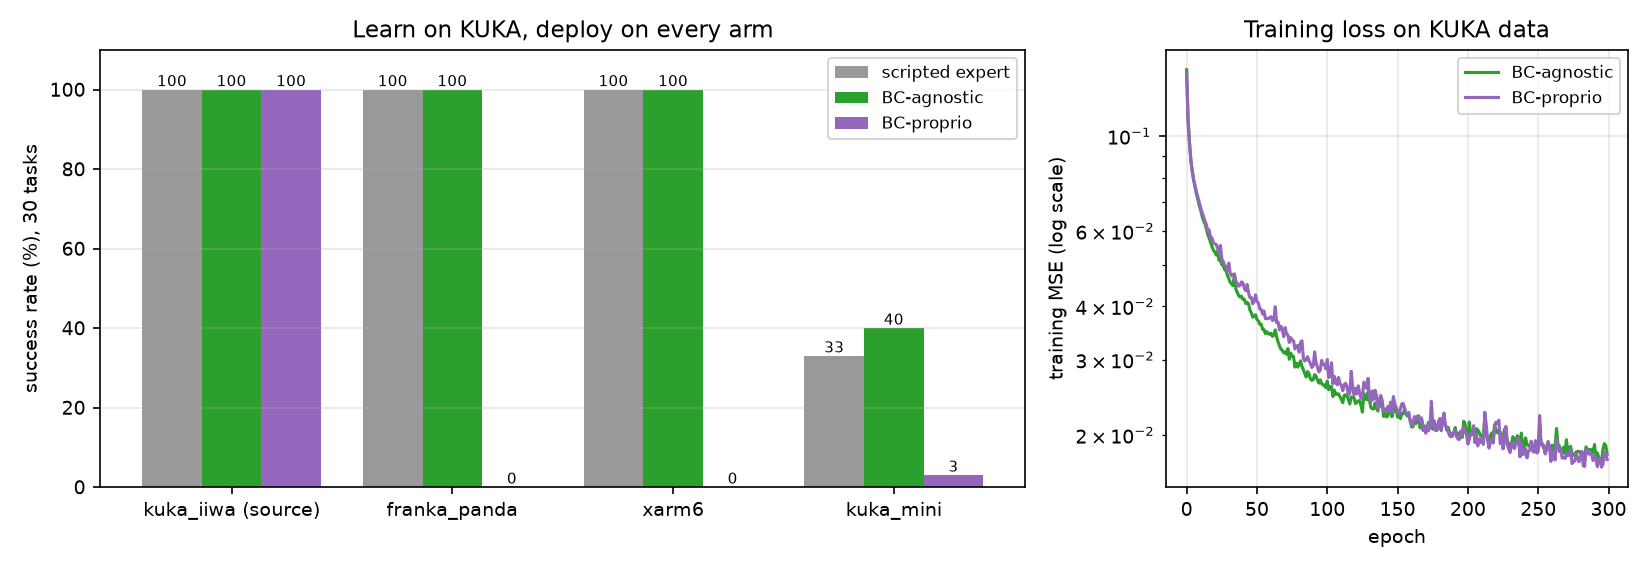 Learn on KUKA, deploy on every arm
success rate (%), 30 tasks
100
80
60
40
20
0
100 100 100
100 100 0
100 100 0
33 40 3
scripted expert
BC-agnostic
BC-proprio
kuka_iiwa (source) franka_panda xarm6 kuka_mini
Training loss on KUKA data
training MSE (log scale)
10⁻¹
6 × 10⁻²
4 × 10⁻²
3 × 10⁻²
2 × 10⁻²
BC-agnostic
BC-proprio
0 50 100 150 200 250 300
epoch